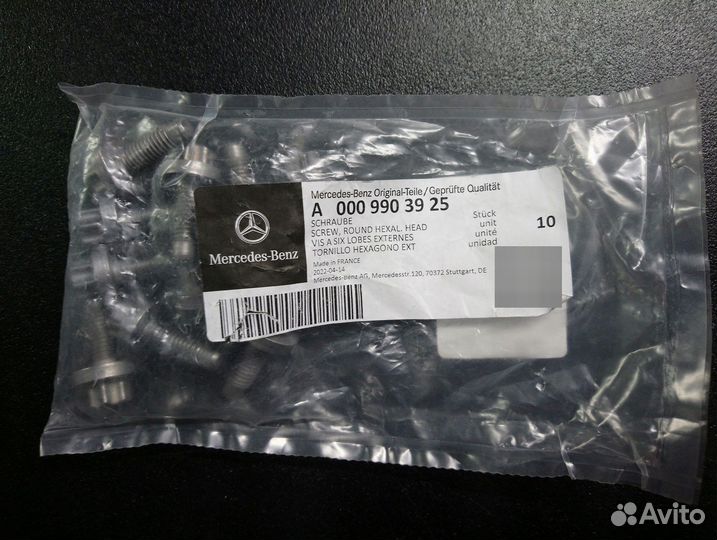 Mercedes-Benz Original-Teile/Geprüfte Qualität
A 000 990 39 25
SCHRAUBE
SCREW, ROUND HEXAL. HEAD
VIS A SIX LOBES EXTERNES
TORNILLO HEXAGONO EXT
Stück
unit
unité
unidad
10
Made in FRANCE
2022-04-14
Mercedes-Benz AG, Mercedesstr.120, 70372 Stuttgart, DE
Mercedes-Benz
Avito